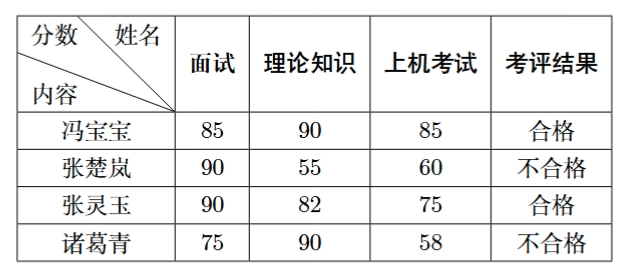 分数 姓名
内容 面试 理论知识 上机考试 考评结果
冯宝宝 85 90 85 合格
张楚岚 90 55 60 不合格
张灵玉 90 82 75 合格
诸葛青 75 90 58 不合格